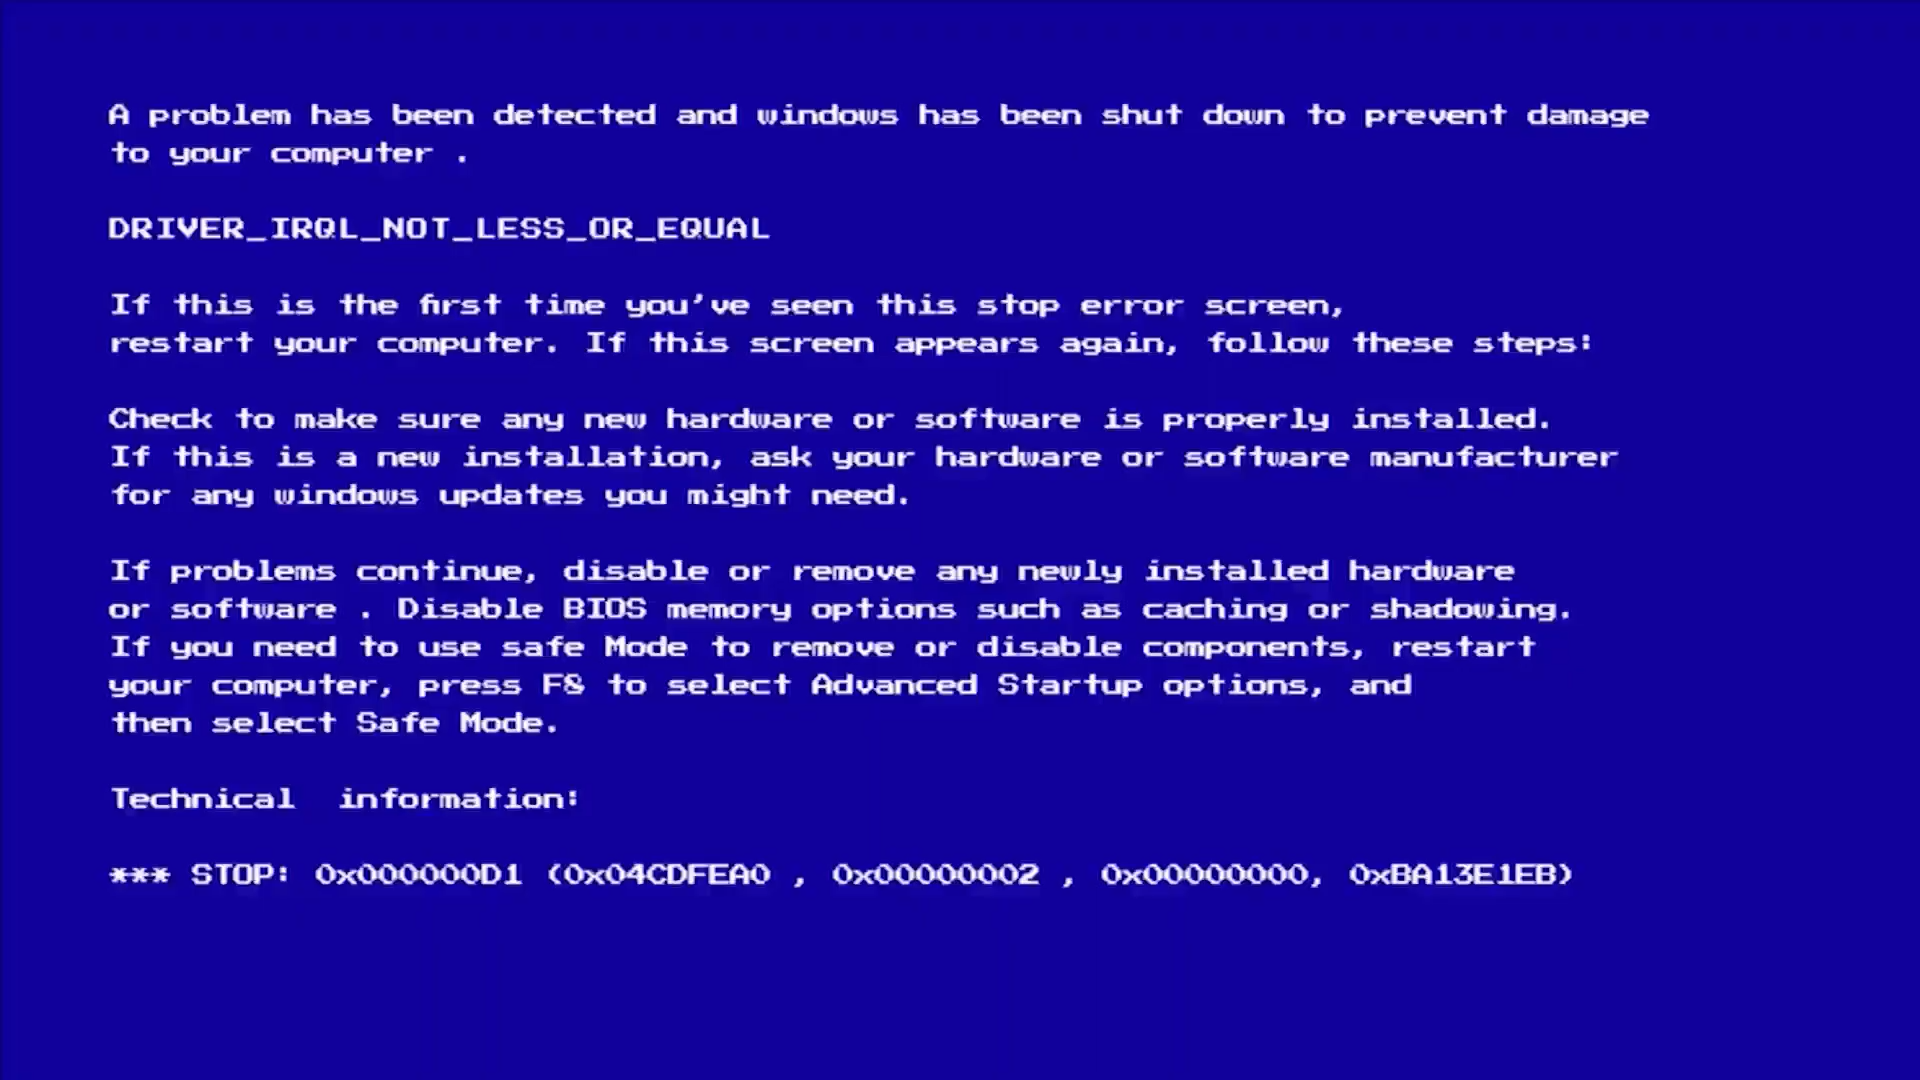 A problem has been detected and windows has been shut down to prevent damage
to your computer .
DRIVER_IRQL_NOT_LESS_OR_EQUAL
If this is the first time you've seen this stop error screen,
restart your computer. If this screen appears again, follow these steps:
Check to make sure any new hardware or software is properly installed.
If this is a new installation, ask your hardware or software manufacturer
for any windows updates you might need.
If problems continue, disable or remove any newly installed hardware
or software . Disable BIOS memory options such as caching or shadowing.
If you need to use safe Mode to remove or disable components, restart
your computer, press F& to select Advanced Startup options, and
then select Safe Mode.
Technical  information:
*** STOP: 0x000000D1 (0x04CDFEA0 , 0x00000002 , 0x00000000, 0xBA13E1EB)